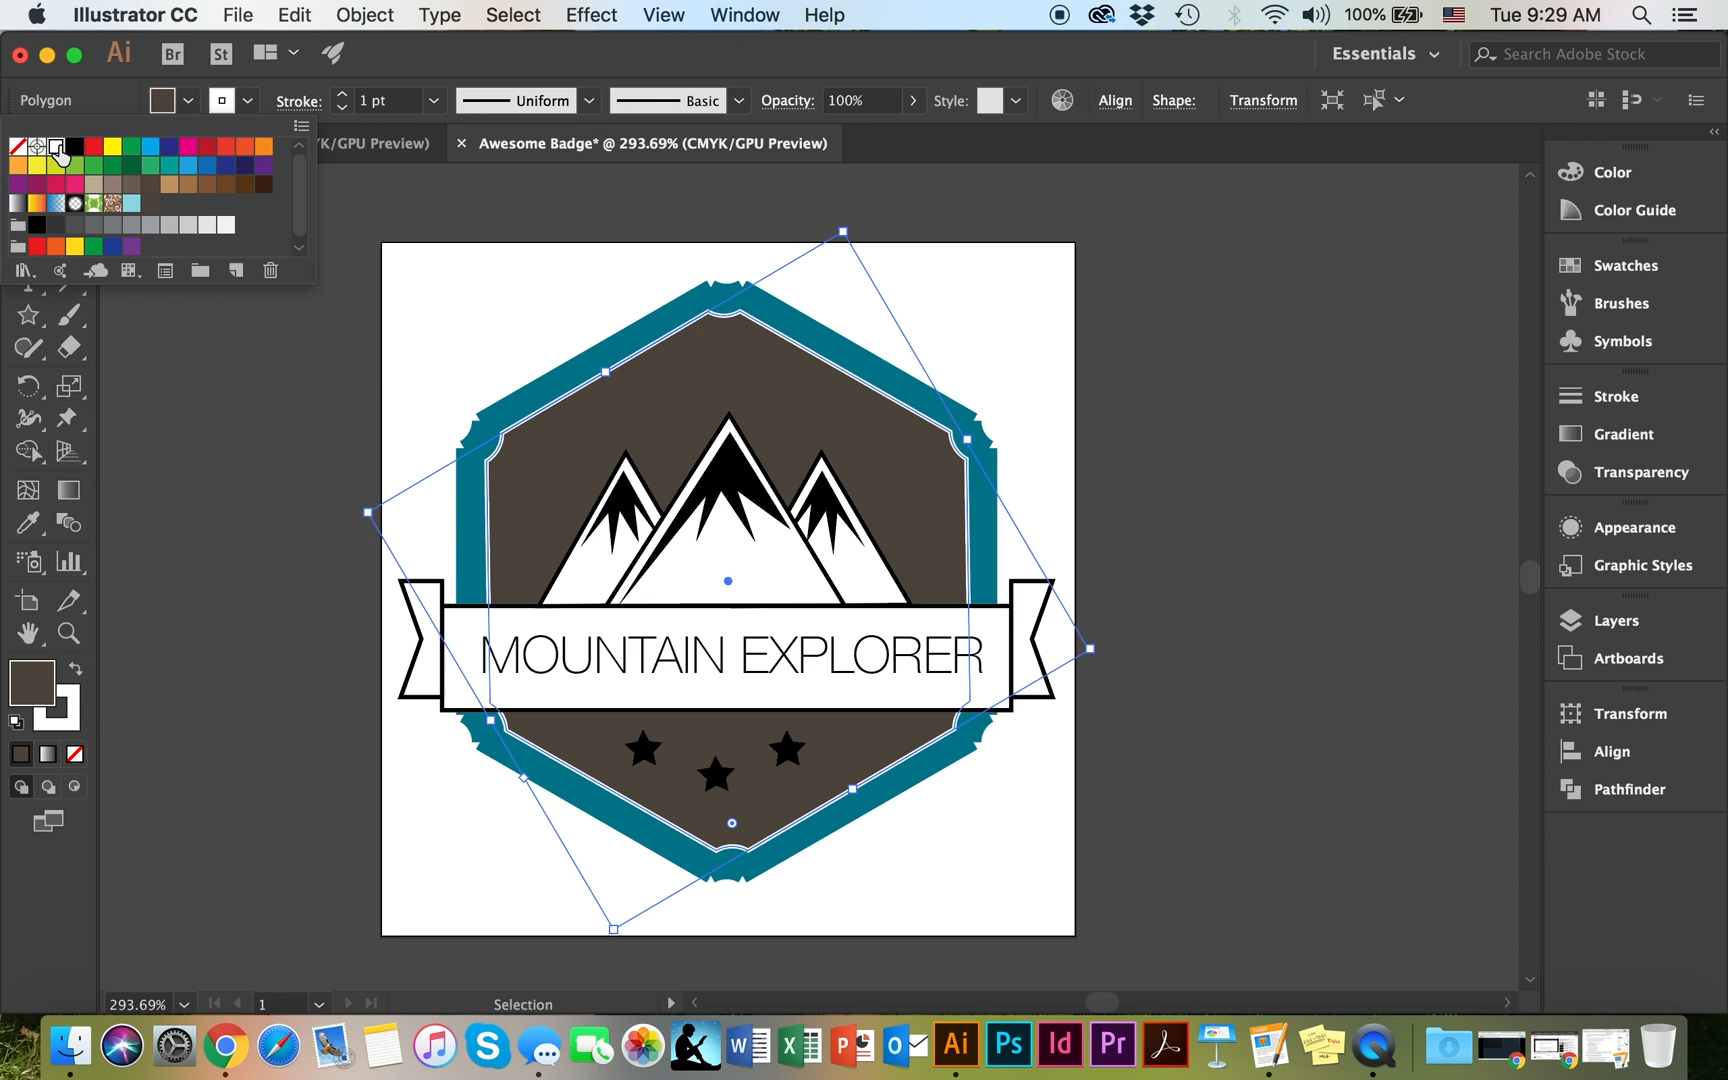 Illustrator CC File Edit Object Type Select Effect View Window Help 100% Tue 9:29 AM
Ai Br St Essentials Search Adobe Stock
Polygon Stroke: 1 pt Uniform Basic Opacity: 100% Style: Align Shape: Transform
K/GPU Preview) × Awesome Badge* @ 293.69% (CMYK/GPU Preview)
Color
Color Guide
Swatches
Brushes
Symbols
Stroke
Gradient
Transparency
Appearance
Graphic Styles
Layers
Artboards
Transform
Align
Pathfinder
MOUNTAIN EXPLORER
293.69% 1 Selection
Ai Ps Id Pr